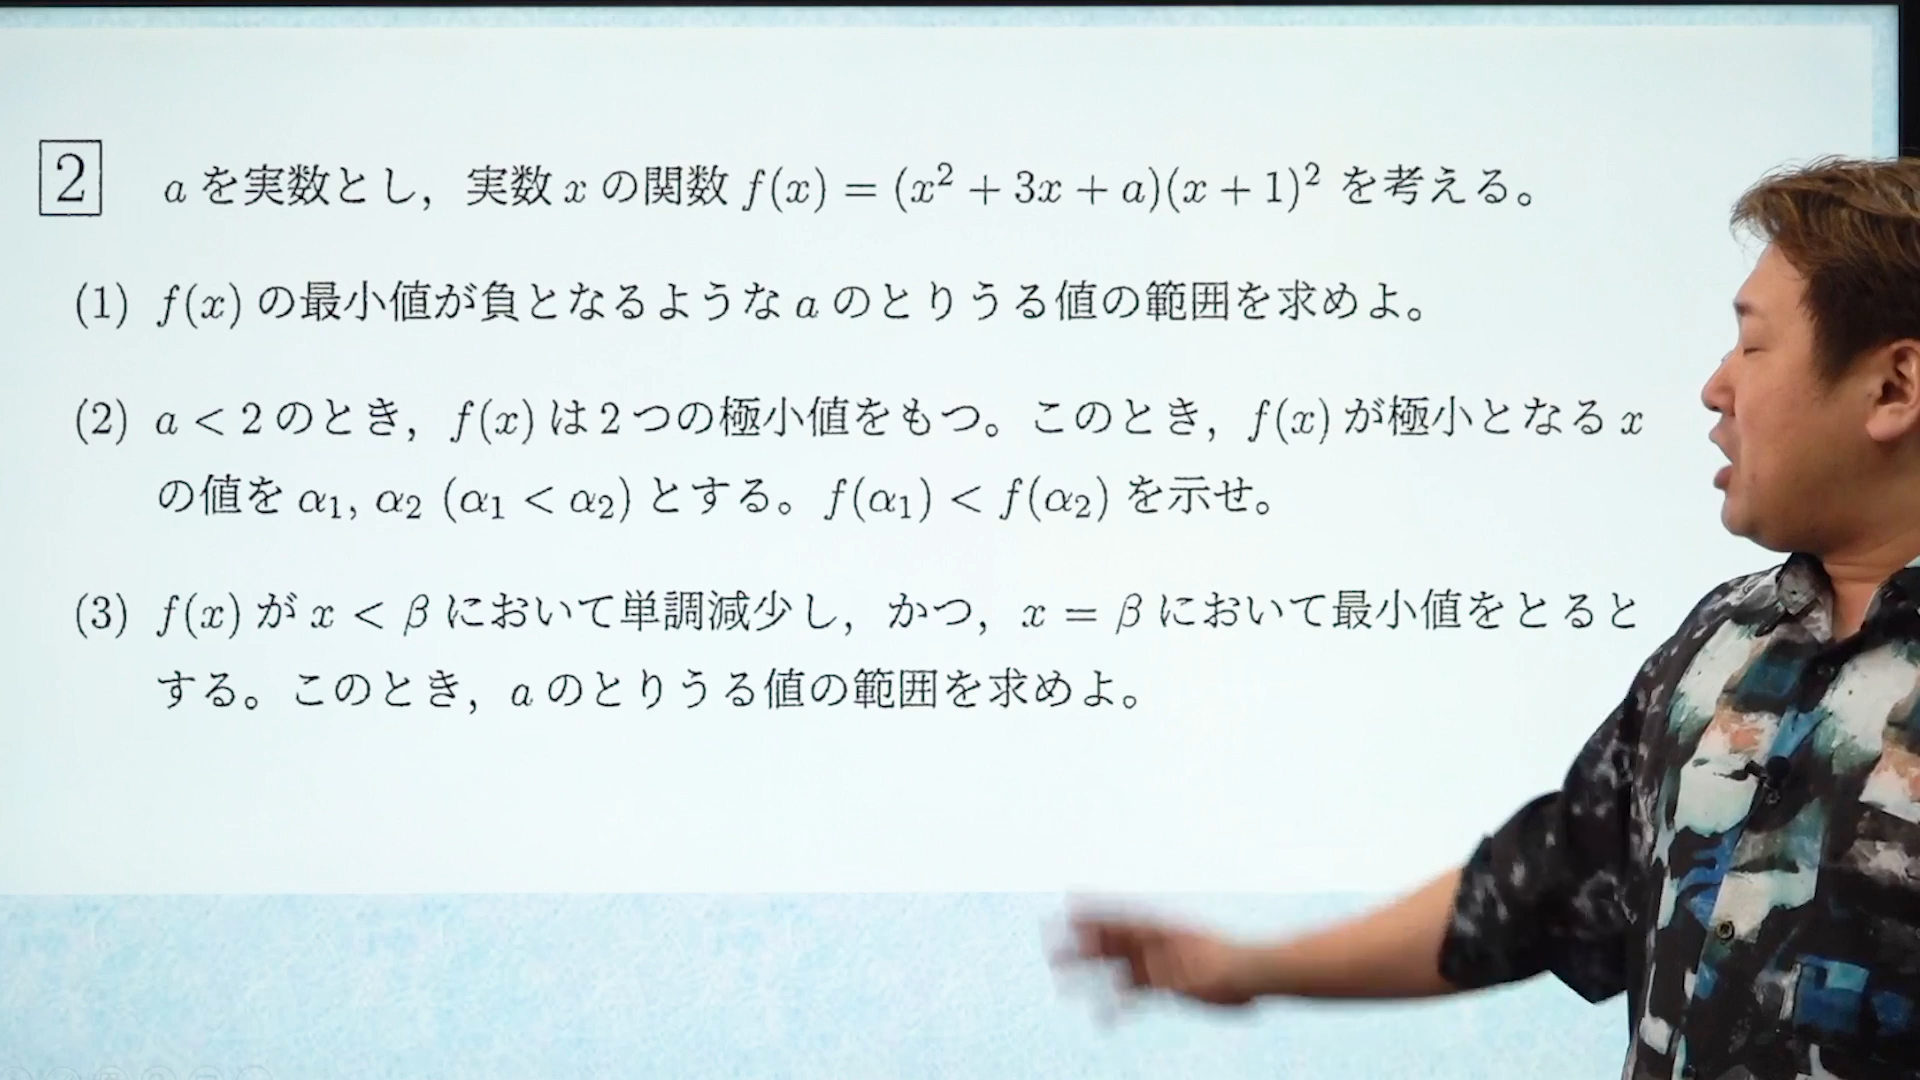 2 aを実数とし，実数xの関数 f(x) = (x² + 3x + a)(x + 1)² を考える。
(1) f(x) の最小値が負となるような a のとりうる値の範囲を求めよ。
(2) a < 2 のとき，f(x) は2つの極小値をもつ。このとき，f(x) が極小となる x
の値を α₁, α₂ (α₁ < α₂) とする。f(α₁) < f(α₂) を示せ。
(3) f(x) が x < β において単調減少し，かつ，x = β において最小値をとると
する。このとき，a のとりうる値の範囲を求めよ。